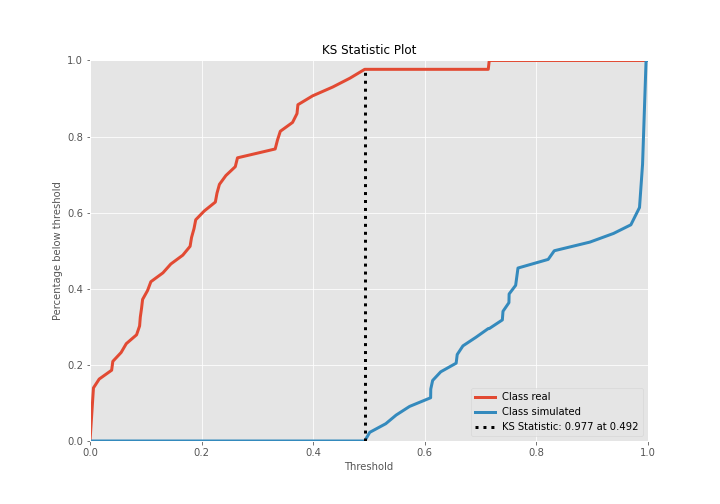 KS Statistic Plot
1.0
0.8
0.6
0.4
0.2
0.0
Percentage below threshold
0.0 0.2 0.4 0.6 0.8 1.0
Threshold
Class real
Class simulated
KS Statistic: 0.977 at 0.492